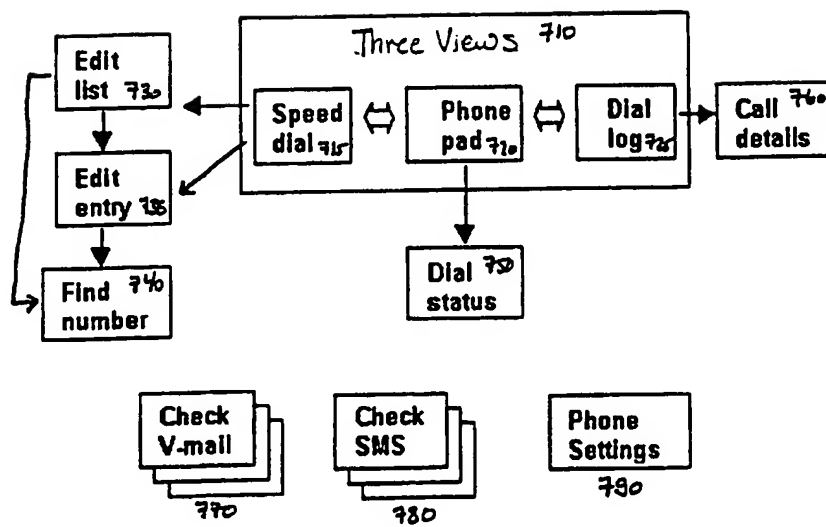 Three Views 710
Edit
list 730
Speed
dial 715
Phone
pad 720
Dial
log 725
Call 760
details
Edit
entry 735
Find 740
number
Dial 750
status
Check
V-mail
770
Check
SMS
780
Phone
Settings
790